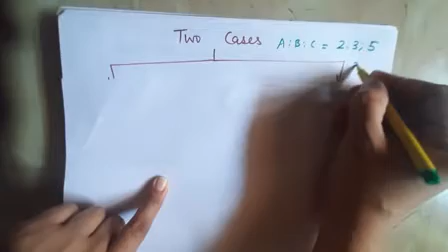 Two Cases A:B:C = 2,3,5